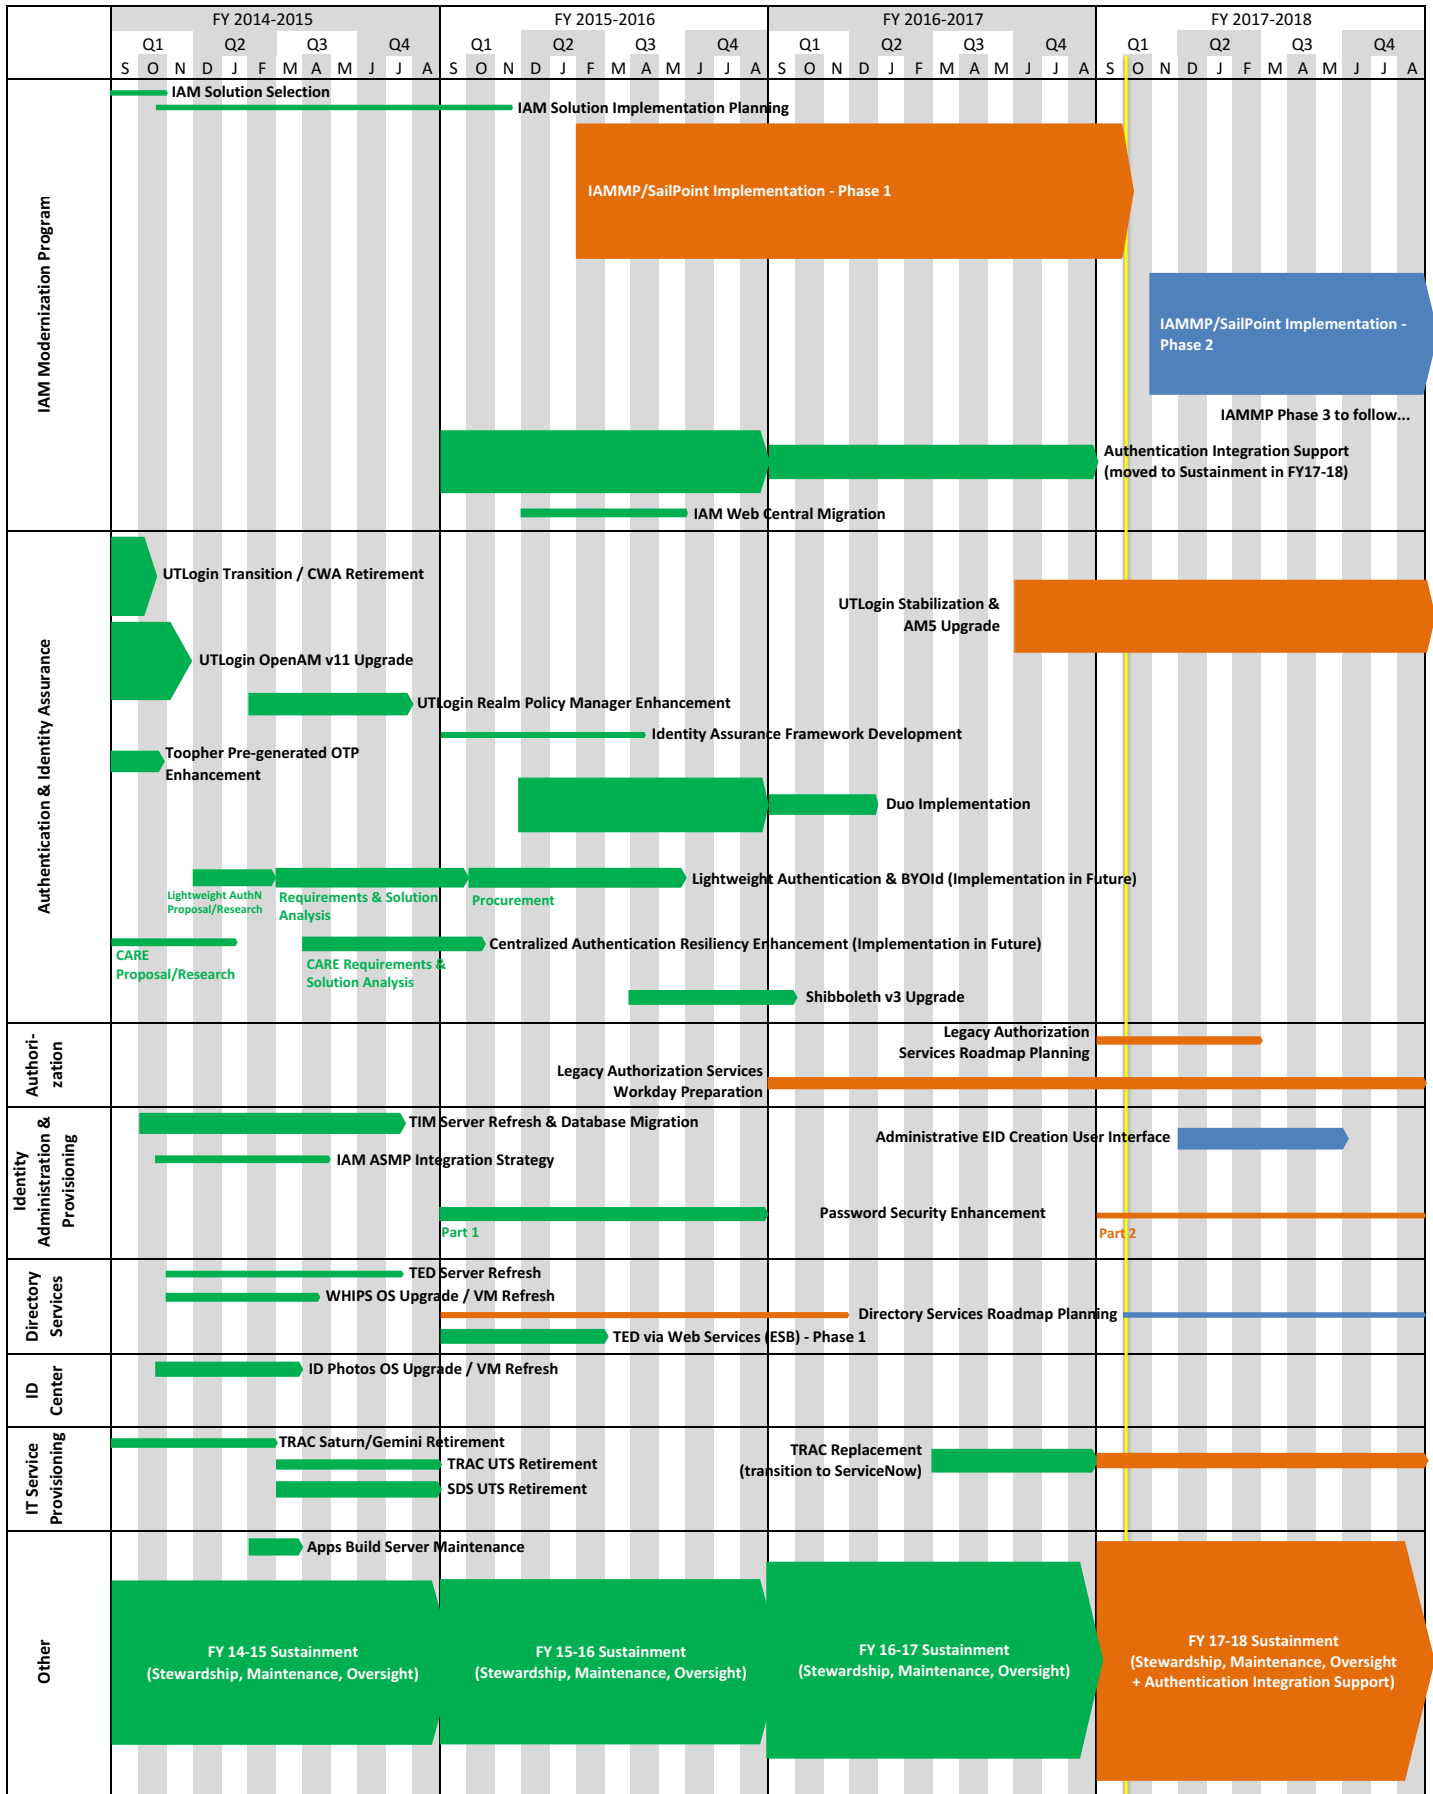 FY 2014-2015 FY 2015-2016 FY 2016-2017 FY 2017-2018
Q1 Q2 Q3 Q4 Q1 Q2 Q3 Q4 Q1 Q2 Q3 Q4 Q1 Q2 Q3 Q4
S O N D J F M A M J J A S O N D J F M A M J J A S O N D J F M A M J J A S O N D J F M A M J J A
IAM Modernization Program
IAM Solution Selection
IAM Solution Implementation Planning
IAMMP/SailPoint Implementation - Phase 1
IAMMP/SailPoint Implementation -
Phase 2
IAMMP Phase 3 to follow...
Authentication Integration Support
(moved to Sustainment in FY17-18)
IAM Web Central Migration
Authentication & Identity Assurance
UTLogin Transition / CWA Retirement
UTLogin Stabilization &
AM5 Upgrade
UTLogin OpenAM v11 Upgrade
UTLogin Realm Policy Manager Enhancement
Identity Assurance Framework Development
Toopher Pre-generated OTP
Enhancement
Duo Implementation
Lightweight Authentication & BYOId (Implementation in Future)
Lightweight AuthN
Proposal/Research
Requirements & Solution
Analysis
Procurement
Centralized Authentication Resiliency Enhancement (Implementation in Future)
CARE
Proposal/Research
CARE Requirements &
Solution Analysis
Shibboleth v3 Upgrade
Authori-
zation
Legacy Authorization
Services Roadmap Planning
Legacy Authorization Services
Workday Preparation
Identity
Administration &
Provisioning
TIM Server Refresh & Database Migration
Administrative EID Creation User Interface
IAM ASMP Integration Strategy
Password Security Enhancement
Part 1
Part 2
Directory
Services
TED Server Refresh
WHIPS OS Upgrade / VM Refresh
Directory Services Roadmap Planning
TED via Web Services (ESB) - Phase 1
ID
Center
ID Photos OS Upgrade / VM Refresh
IT Service
Provisioning
TRAC Saturn/Gemini Retirement
TRAC UTS Retirement
SDS UTS Retirement
TRAC Replacement
(transition to ServiceNow)
Other
Apps Build Server Maintenance
FY 14-15 Sustainment
(Stewardship, Maintenance, Oversight)
FY 15-16 Sustainment
(Stewardship, Maintenance, Oversight)
FY 16-17 Sustainment
(Stewardship, Maintenance, Oversight)
FY 17-18 Sustainment
(Stewardship, Maintenance, Oversight
+ Authentication Integration Support)